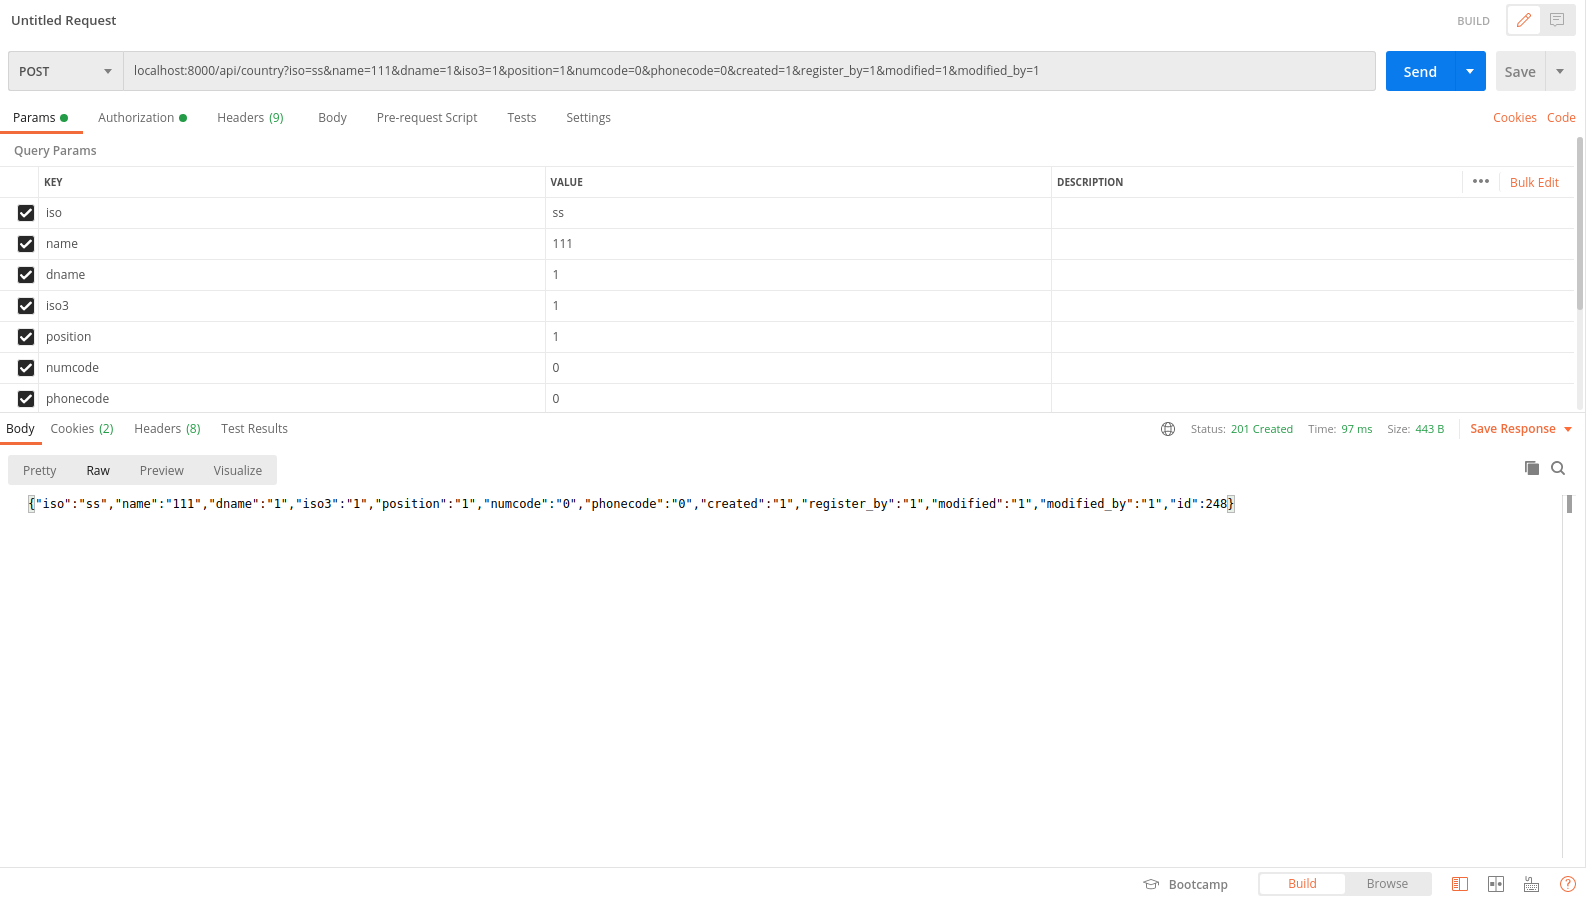 Untitled Request
BUILD
POST
localhost:8000/api/country?iso=ss&name=111&dname=1&iso3=1&position=1&numcode=0&phonecode=0&created=1&register_by=1&modified=1&modified_by=1
Send
Save
Params
Authorization
Headers (9)
Body
Pre-request Script
Tests
Settings
Cookies
Code
Query Params
KEY VALUE DESCRIPTION
Bulk Edit
iso ss
name 111
dname 1
iso3 1
position 1
numcode 0
phonecode 0
Body
Cookies (2)
Headers (8)
Test Results
Status: 201 Created
Time: 97 ms
Size: 443 B
Save Response
Pretty
Raw
Preview
Visualize
{"iso":"ss","name":"111","dname":"1","iso3":"1","position":"1","numcode":"0","phonecode":"0","created":"1","register_by":"1","modified":"1","modified_by":"1","id":248}
Bootcamp
Build
Browse